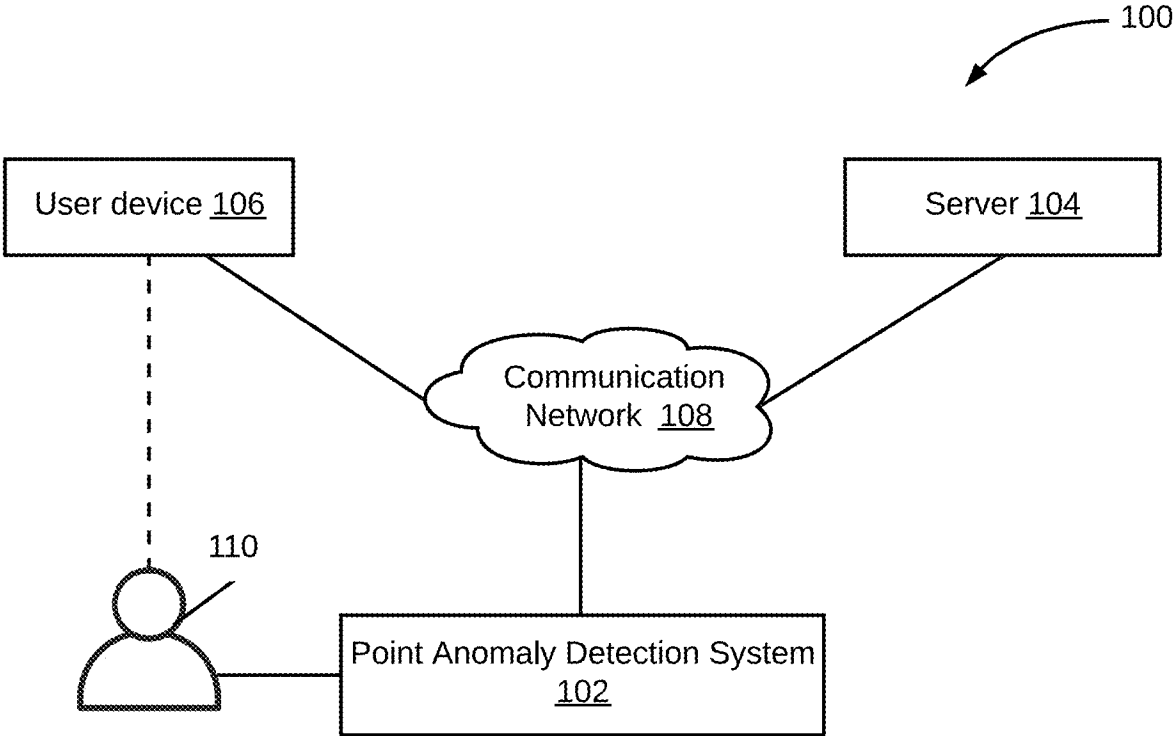 100
User device 106
Server 104
Communication
Network 108
110
Point Anomaly Detection System
102